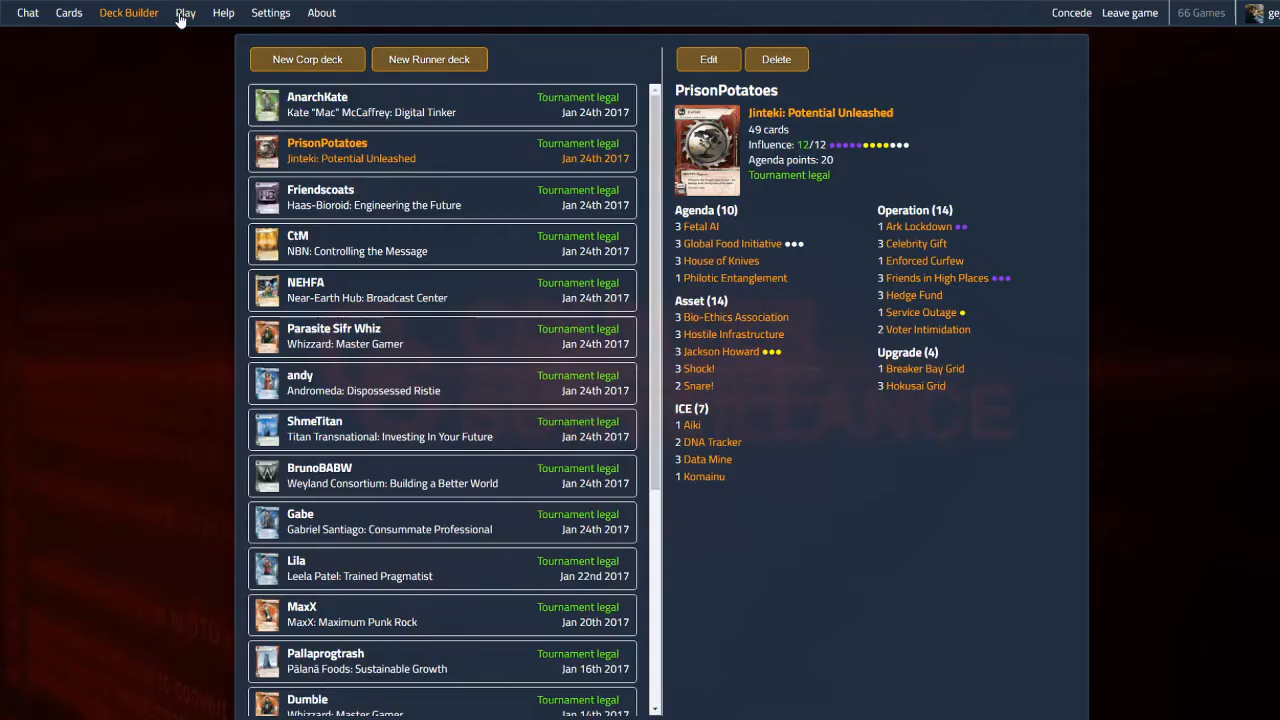 Chat Cards Deck Builder Play Help Settings About Concede Leave game 66 Games
New Corp deck New Runner deck
AnarchKate Tournament legal
Kate "Mac" McCaffrey: Digital Tinker Jan 24th 2017
PrisonPotatoes Tournament legal
Jinteki: Potential Unleashed Jan 24th 2017
Friendscoats Tournament legal
Haas-Bioroid: Engineering the Future Jan 24th 2017
CtM Tournament legal
NBN: Controlling the Message Jan 24th 2017
NEHFA Tournament legal
Near-Earth Hub: Broadcast Center Jan 24th 2017
Parasite Sifr Whiz Tournament legal
Whizzard: Master Gamer Jan 24th 2017
andy Tournament legal
Andromeda: Dispossessed Ristie Jan 24th 2017
ShmeTitan Tournament legal
Titan Transnational: Investing In Your Future Jan 24th 2017
BrunoBABW Tournament legal
Weyland Consortium: Building a Better World Jan 24th 2017
Gabe Tournament legal
Gabriel Santiago: Consummate Professional Jan 24th 2017
Lila Tournament legal
Leela Patel: Trained Pragmatist Jan 22nd 2017
MaxX Tournament legal
MaxX: Maximum Punk Rock Jan 20th 2017
Pallaprogtrash Tournament legal
Pālanā Foods: Sustainable Growth Jan 16th 2017
Dumble Tournament legal
Whizzard: Master Gamer Jan 14th 2017
Edit Delete
PrisonPotatoes
Jinteki: Potential Unleashed
49 cards
Influence: 12/12
Agenda points: 20
Tournament legal
Agenda (10)
3 Fetal AI
3 Global Food Initiative
3 House of Knives
1 Philotic Entanglement
Asset (14)
3 Bio-Ethics Association
3 Hostile Infrastructure
3 Jackson Howard
3 Shock!
2 Snare!
ICE (7)
1 Aiki
2 DNA Tracker
3 Data Mine
1 Komainu
Operation (14)
1 Ark Lockdown
3 Celebrity Gift
1 Enforced Curfew
3 Friends in High Places
3 Hedge Fund
1 Service Outage
2 Voter Intimidation
Upgrade (4)
1 Breaker Bay Grid
3 Hokusai Grid